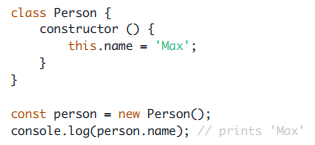 class Person {
    constructor () {
        this.name = 'Max';
    }
}

const person = new Person();
console.log(person.name); // prints 'Max'